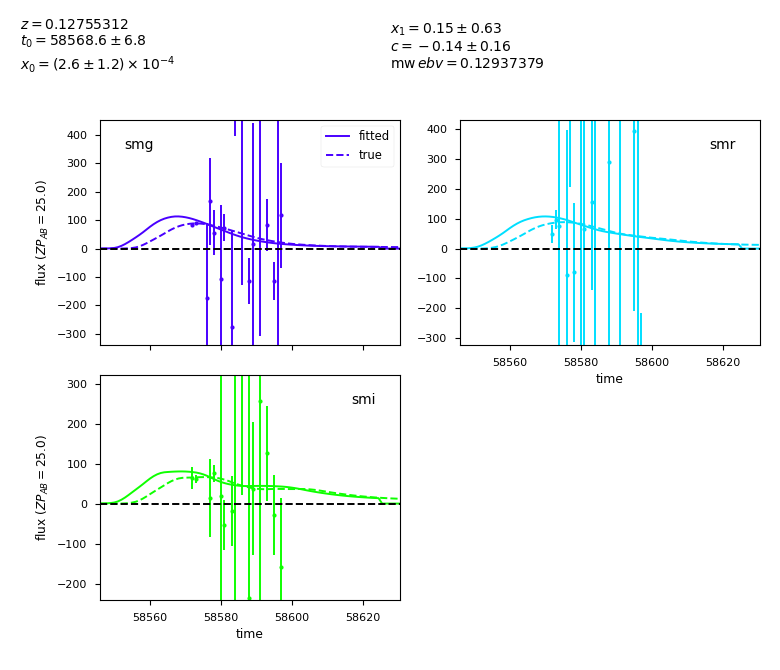 z = 0.12755312
t₀ = 58568.6 ± 6.8
x₀ = (2.6 ± 1.2) × 10⁻⁴
x₁ = 0.15 ± 0.63
c = −0.14 ± 0.16
mw ebv = 0.12937379
smg
fitted
true
400
300
200
100
0
−100
−200
−300
flux (ZP_AB = 25.0)
smr
400
300
200
100
0
−100
−200
−300
58560 58580 58600 58620
time
smi
300
200
100
0
−100
−200
flux (ZP_AB = 25.0)
58560 58580 58600 58620
time